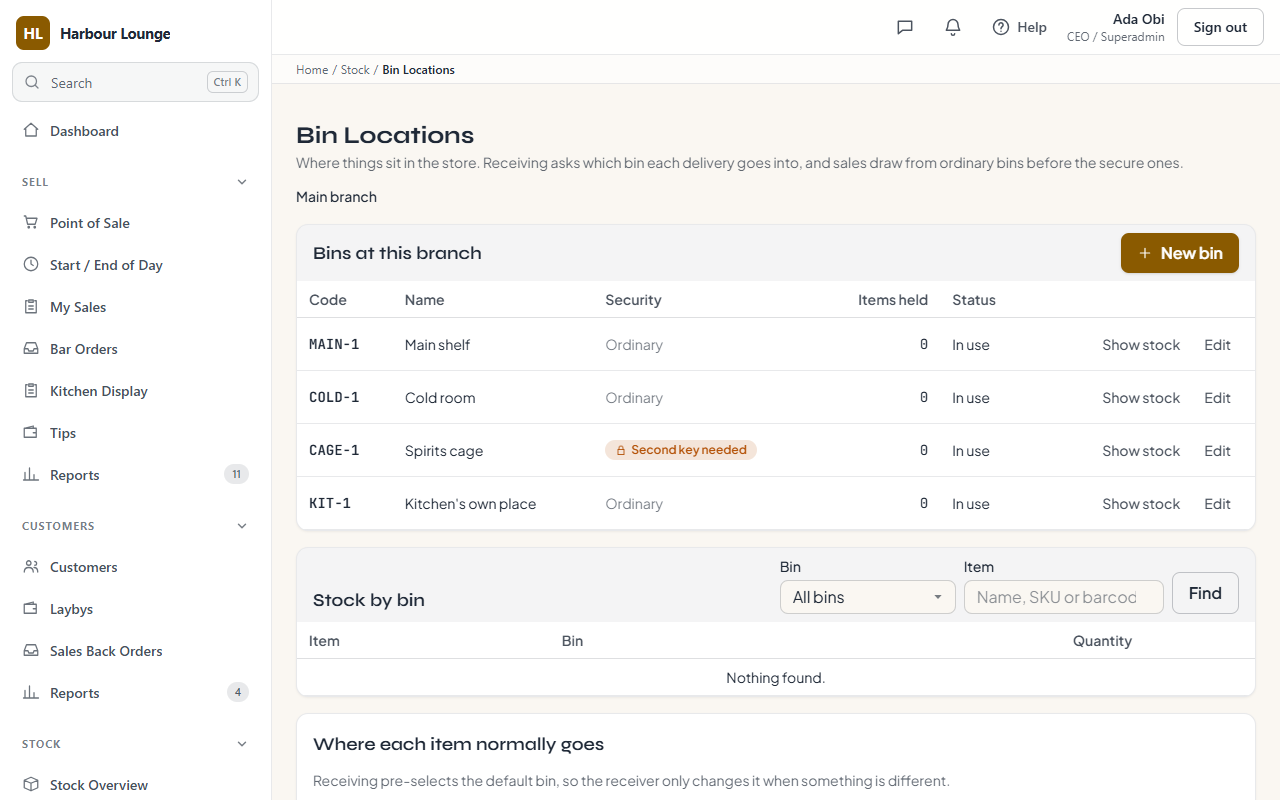 HL Harbour Lounge
Search Ctrl K
Dashboard
SELL
Point of Sale
Start / End of Day
My Sales
Bar Orders
Kitchen Display
Tips
Reports 11
CUSTOMERS
Customers
Laybys
Sales Back Orders
Reports 4
STOCK
Stock Overview
Help
Ada Obi
CEO / Superadmin
Sign out
Home / Stock / Bin Locations
Bin Locations
Where things sit in the store. Receiving asks which bin each delivery goes into, and sales draw from ordinary bins before the secure ones.
Main branch
Bins at this branch
+ New bin
Code Name Security Items held Status
MAIN-1 Main shelf Ordinary 0 In use Show stock Edit
COLD-1 Cold room Ordinary 0 In use Show stock Edit
CAGE-1 Spirits cage Second key needed 0 In use Show stock Edit
KIT-1 Kitchen's own place Ordinary 0 In use Show stock Edit
Bin Item
Stock by bin All bins Name, SKU or barcod Find
Item Bin Quantity
Nothing found.
Where each item normally goes
Receiving pre-selects the default bin, so the receiver only changes it when something is different.